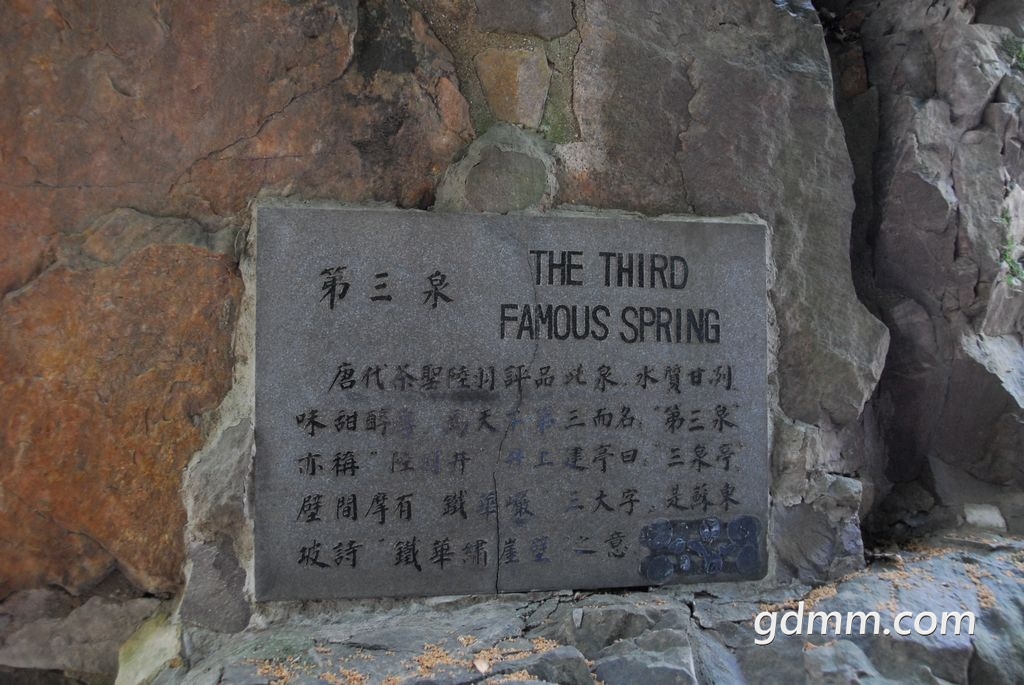 第三泉
THE THIRD
FAMOUS SPRING
唐代茶聖陸羽評品此泉.水質甘冽.
味甜醇 為天下第三而名."第三泉"
亦稱"陸羽井" 井上建亭曰."三泉亭."
壁間摩有 鐵華巖 三大字.是蘇東
玻詩"鐵華繡崖壁"之意
gdmm.com